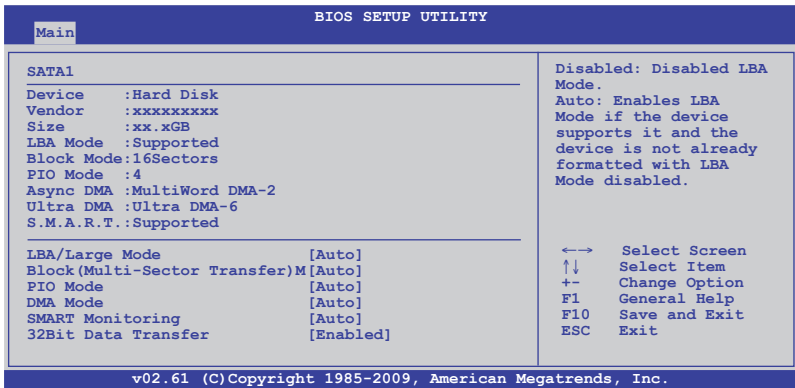 BIOS SETUP UTILITY
Main
SATA1
Device :Hard Disk
Vendor :xxxxxxxxx
Size :xx.xGB
LBA Mode :Supported
Block Mode:16Sectors
PIO Mode :4
Async DMA :MultiWord DMA-2
Ultra DMA :Ultra DMA-6
S.M.A.R.T.:Supported
LBA/Large Mode [Auto]
Block(Multi-Sector Transfer)M[Auto]
PIO Mode [Auto]
DMA Mode [Auto]
SMART Monitoring [Auto]
32Bit Data Transfer [Enabled]
Disabled: Disabled LBA
Mode.
Auto: Enables LBA
Mode if the device
supports it and the
device is not already
formatted with LBA
Mode disabled.
←→ Select Screen
↑↓ Select Item
+- Change Option
F1 General Help
F10 Save and Exit
ESC Exit
v02.61 (C)Copyright 1985-2009, American Megatrends, Inc.